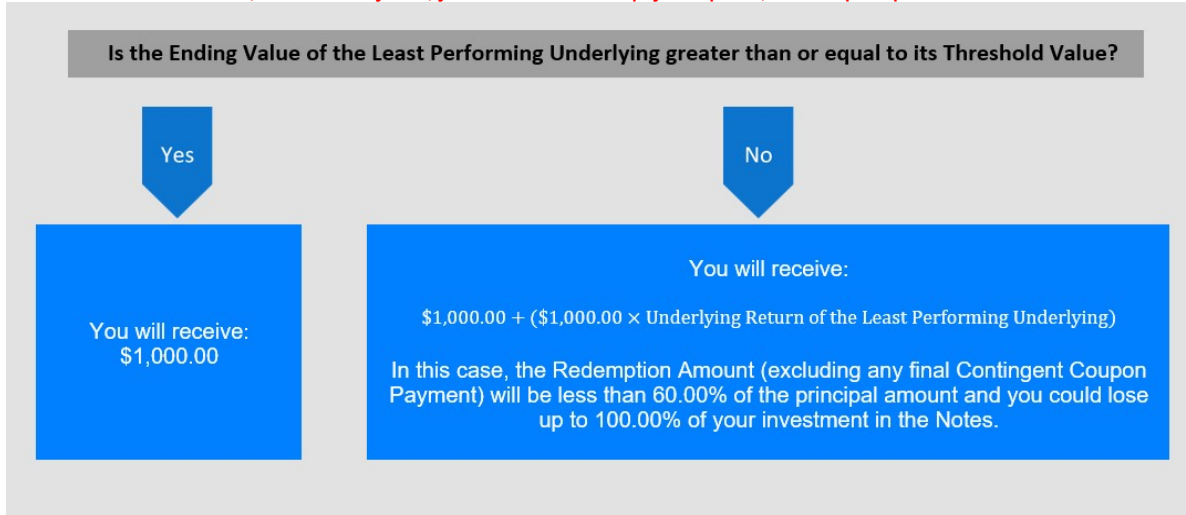 Is the Ending Value of the Least Performing Underlying greater than or equal to its Threshold Value?
Yes
No
You will receive:
$1,000.00
You will receive:
$1,000.00 + ($1,000.00 × Underlying Return of the Least Performing Underlying)
In this case, the Redemption Amount (excluding any final Contingent Coupon
Payment) will be less than 60.00% of the principal amount and you could lose
up to 100.00% of your investment in the Notes.